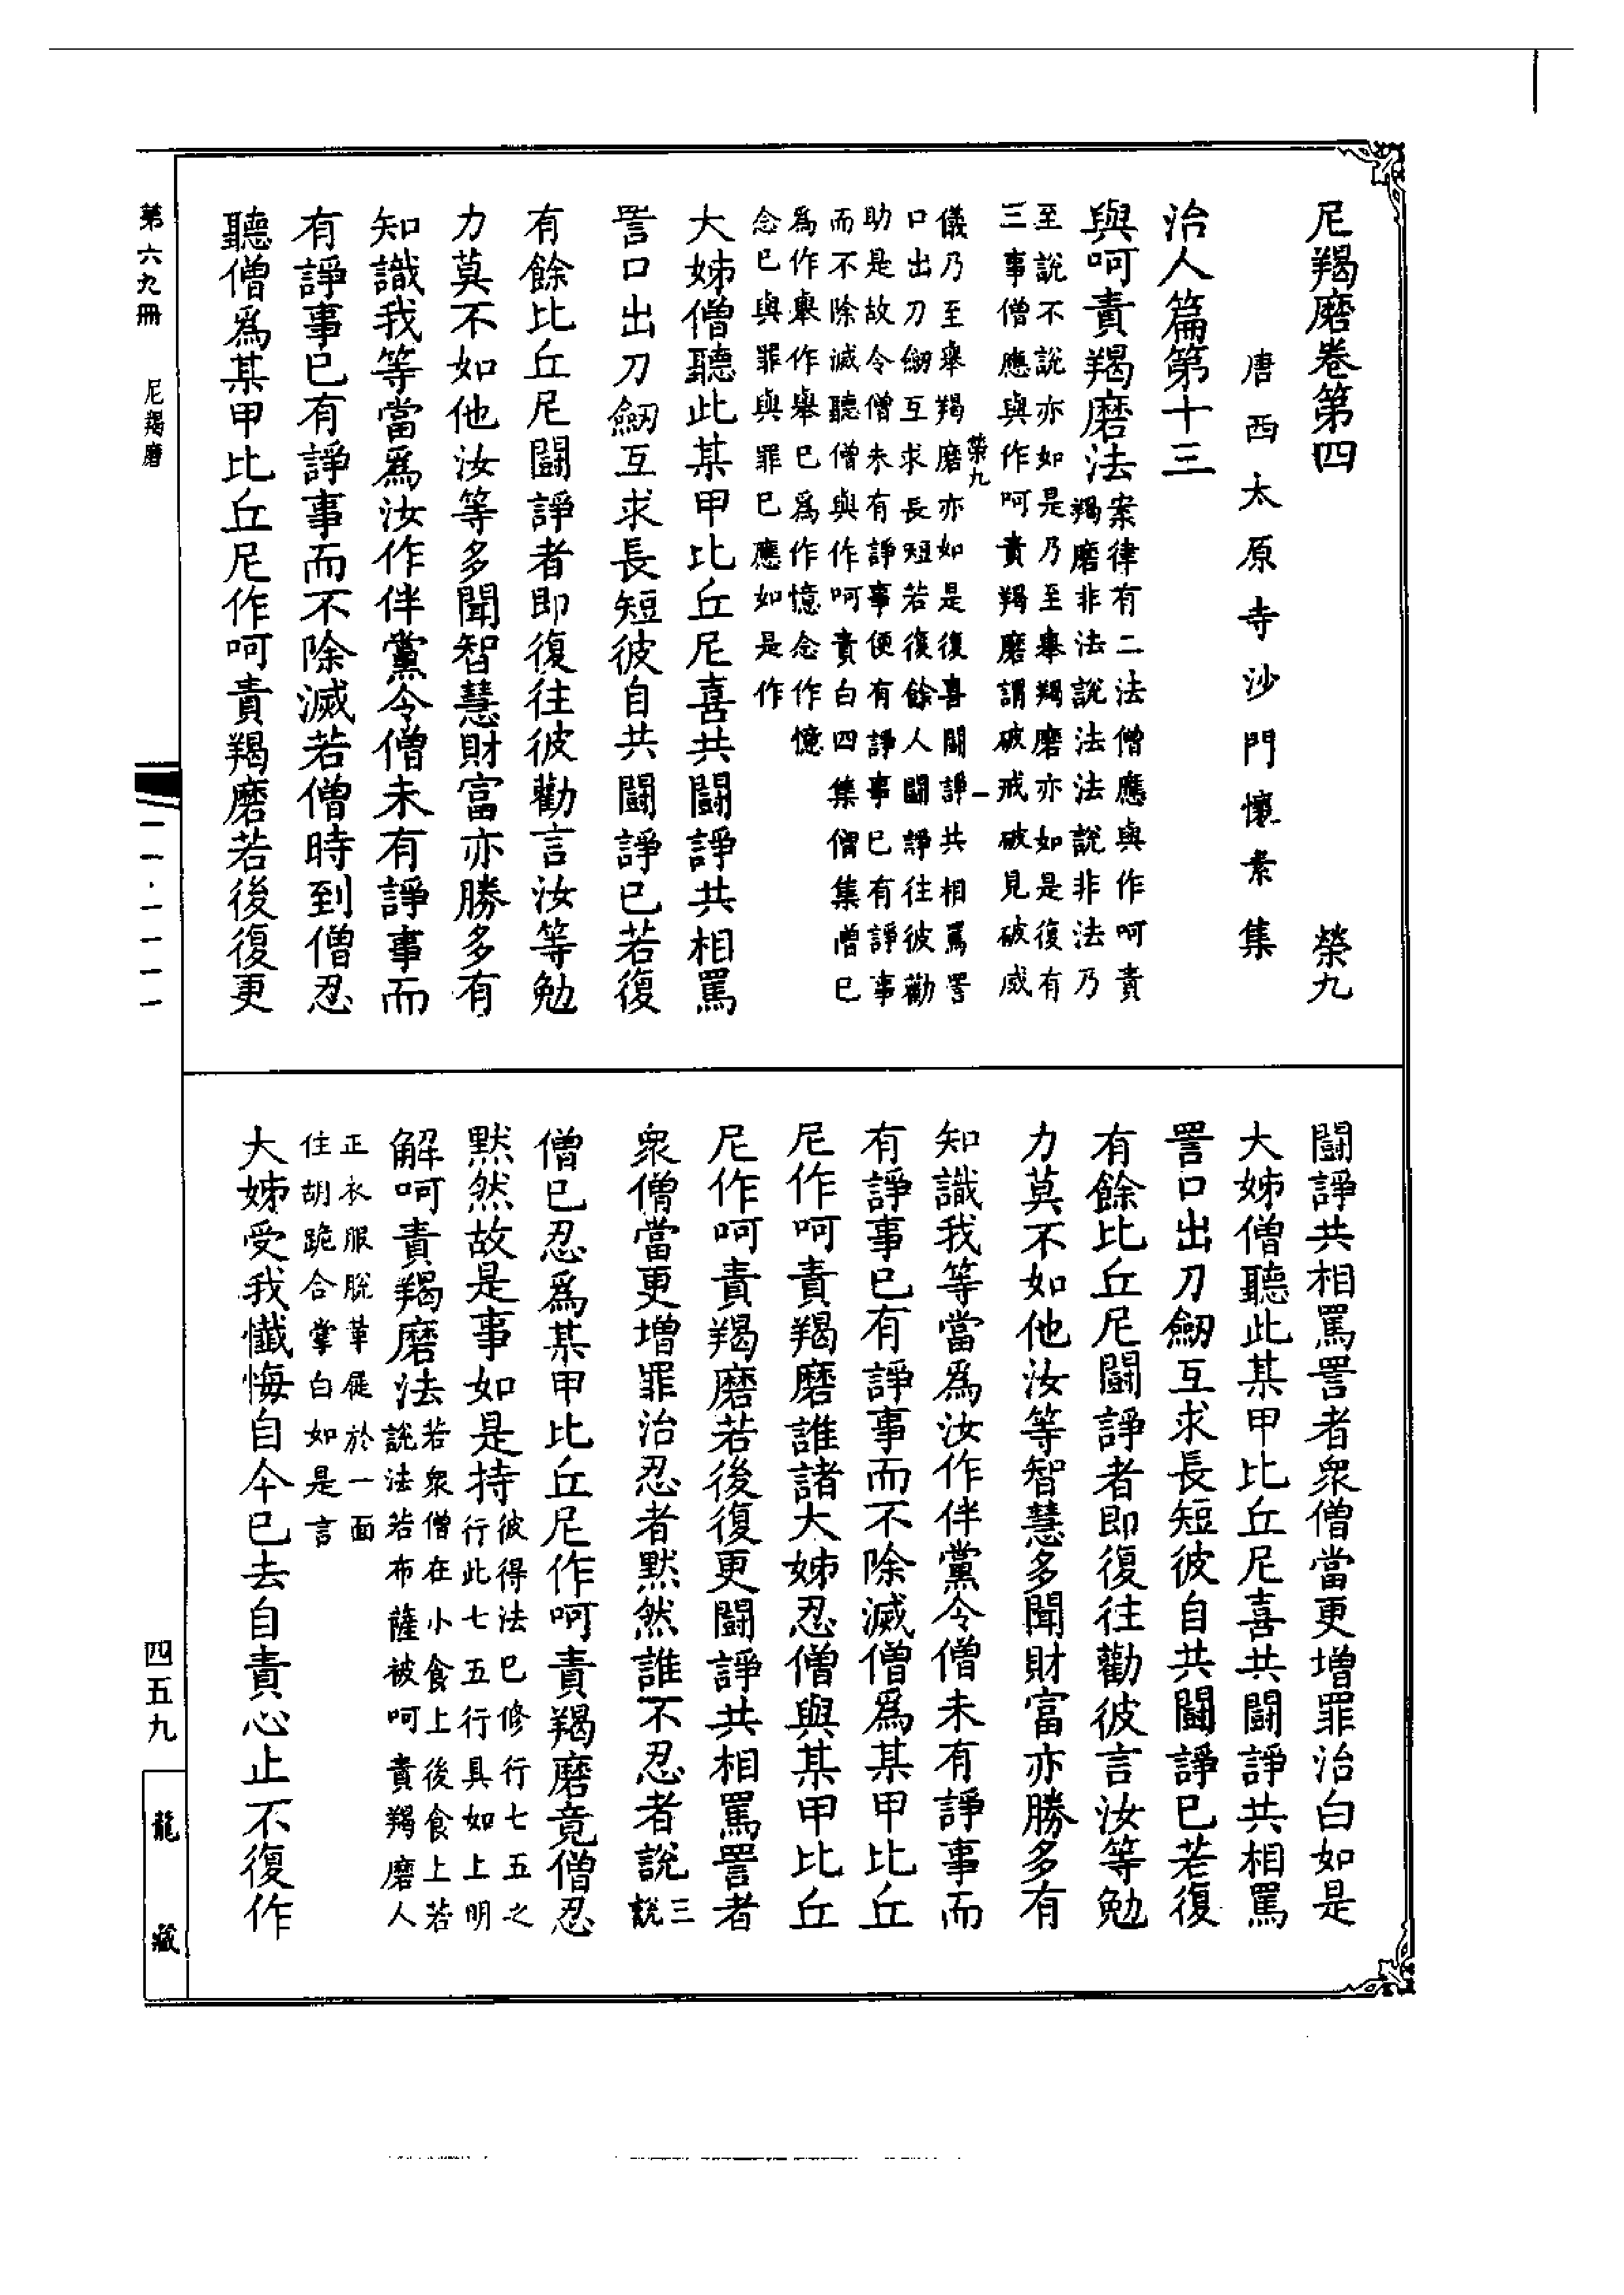 尼羯磨卷第四　榮九
唐西太原寺沙門懷素集
治人篇第十三
與呵責羯磨法
案律有二法僧應與作呵責
羯磨非法說法法說非法乃
至說不說亦如是乃至舉羯磨亦如是復有
三事僧應與作呵責羯磨謂破戒破見破威
榮九　一
儀乃至舉羯磨亦如是復喜鬪諍共相罵詈
口出刀劒互求長短若復餘人鬪諍往彼勸
助是故令僧未有諍事便有諍事已有諍事
而不除滅聽僧與作呵責白四集僧集僧已
爲作舉作舉已爲作憶念作憶
念已與罪與罪已應如是作
大姊僧聽此某甲比丘尼喜共鬪諍共相罵
詈口出刀劒互求長短彼自共鬪諍已若復
有餘比丘尼鬪諍者即復往彼勸言汝等勉
力莫不如他汝等多聞智慧財富亦勝多有
知識我等當爲汝作伴黨令僧未有諍事而
有諍事已有諍事而不除滅若僧時到僧忍
聽僧爲某甲比丘尼作呵責羯磨若後復更
鬪諍共相罵詈者衆僧當更增罪治白如是
大姊僧聽此某甲比丘尼喜共鬪諍共相罵
詈口出刀劒互求長短彼自共鬪諍已若復
有餘比丘尼鬪諍者即復往勸彼言汝等勉
力莫不如他汝等智慧多聞財富亦勝多有
知識我等當爲汝作伴黨令僧未有諍事而
有諍事已有諍事而不除滅僧爲某甲比丘
尼作呵責羯磨誰諸大姊忍僧與某甲比丘
尼作呵責羯磨若後復更鬪諍共相罵詈者
衆僧當更增罪治忍者默然誰不忍者說三說
僧已忍爲某甲比丘尼作呵責羯磨竟僧忍
默然故是事如是持
彼得法已修行七五之
行此七五行具如上明
解呵責羯磨法
若衆僧在小食上後食上若
說法若布薩被呵責羯磨人
正衣服脫革屣於一面
住胡跪合掌白如是言
大姊受我懺悔自今已去自責心止不復作
第六九冊　尼羯磨
一一·一一一
四五九
龍藏